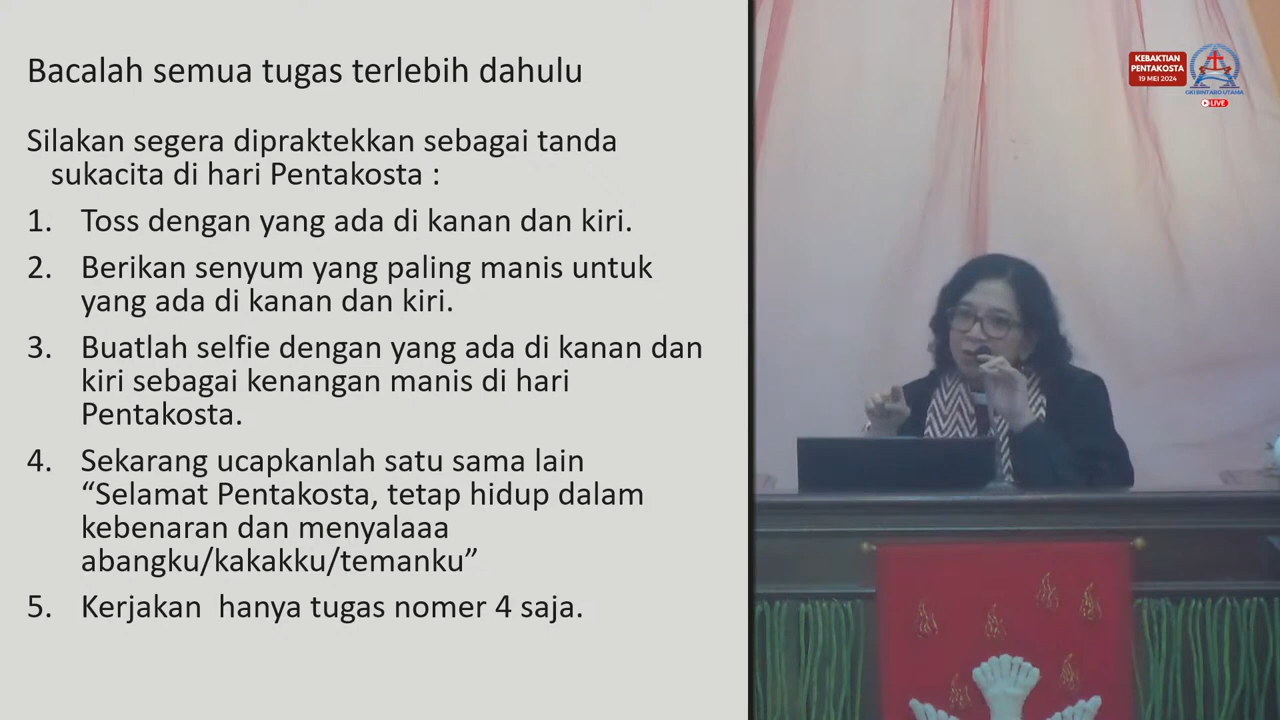 Bacalah semua tugas terlebih dahulu
Silakan segera dipraktekkan sebagai tanda
sukacita di hari Pentakosta :
1. Toss dengan yang ada di kanan dan kiri.
2. Berikan senyum yang paling manis untuk
yang ada di kanan dan kiri.
3. Buatlah selfie dengan yang ada di kanan dan
kiri sebagai kenangan manis di hari
Pentakosta.
4. Sekarang ucapkanlah satu sama lain
“Selamat Pentakosta, tetap hidup dalam
kebenaran dan menyalaaa
abangku/kakakku/temanku”
5. Kerjakan  hanya tugas nomer 4 saja.
KEBAKTIAN
PENTAKOSTA
19 MEI 2024
GKI BINTARO UTAMA
LIVE